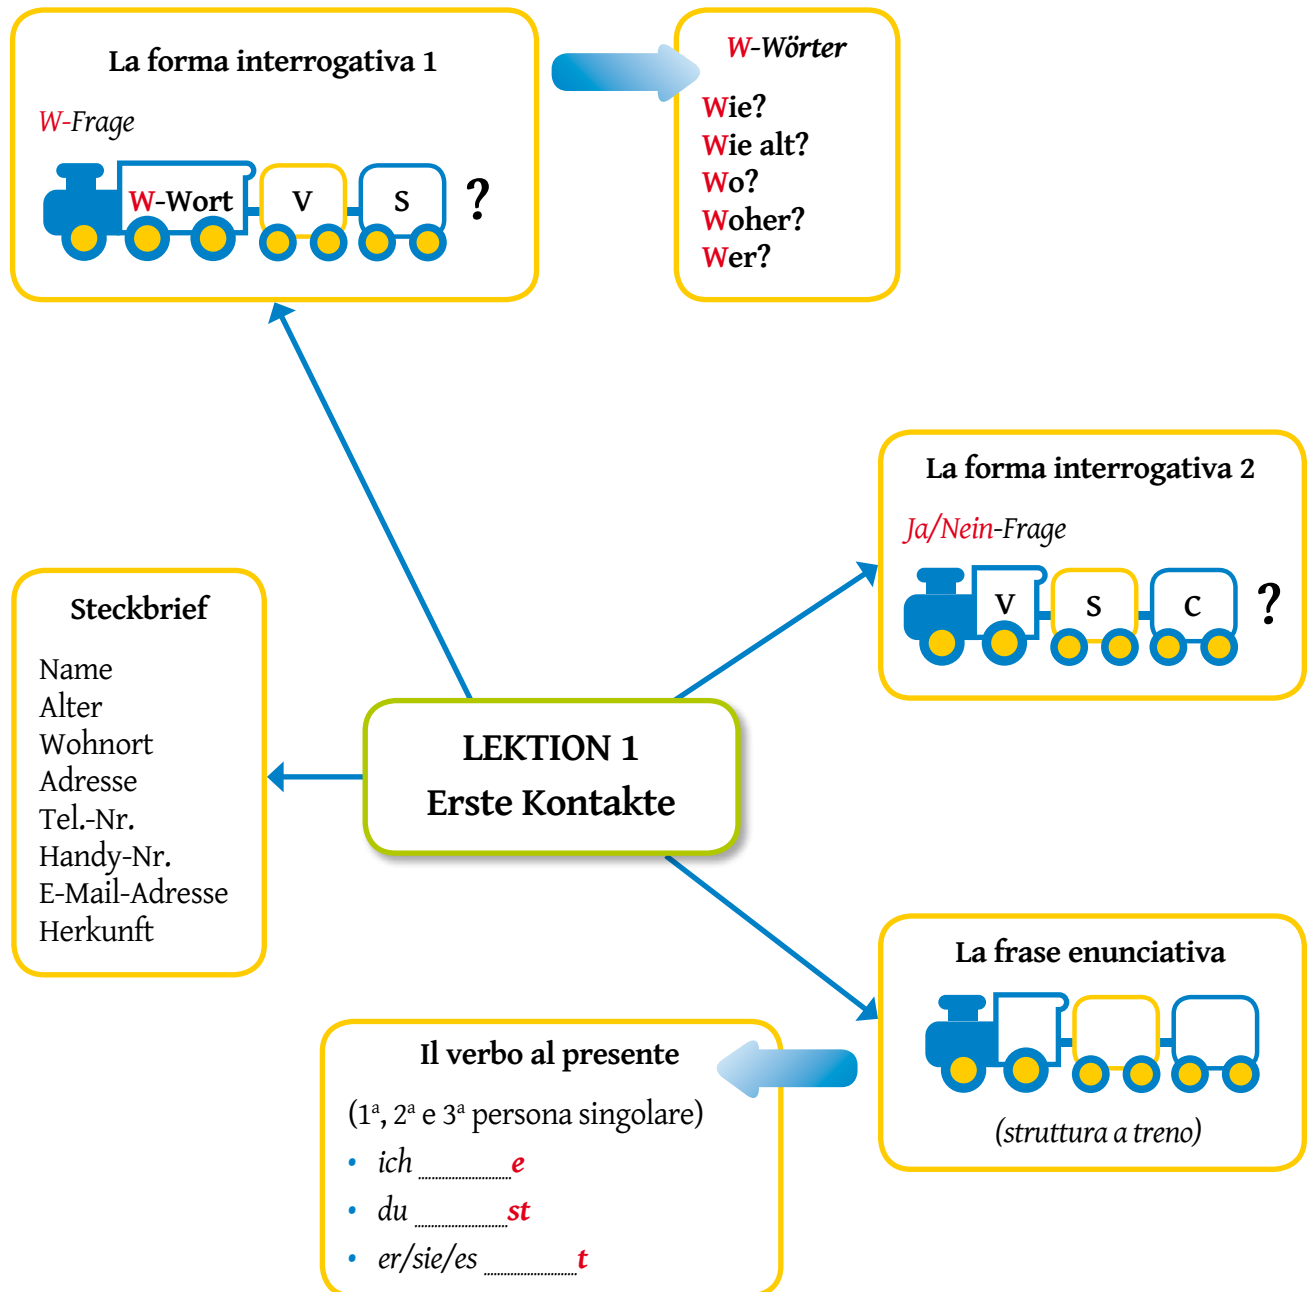 La forma interrogativa 1
W-Frage
W-Wort V S ?
W-Wörter
Wie?
Wie alt?
Wo?
Woher?
Wer?
La forma interrogativa 2
Ja/Nein-Frage
V S C ?
Steckbrief
Name
Alter
Wohnort
Adresse
Tel.-Nr.
Handy-Nr.
E-Mail-Adresse
Herkunft
LEKTION 1
Erste Kontakte
La frase enunciativa
(struttura a treno)
Il verbo al presente
(1ª, 2ª e 3ª persona singolare)
• ich ........................e
• du ........................st
• er/sie/es ........................t